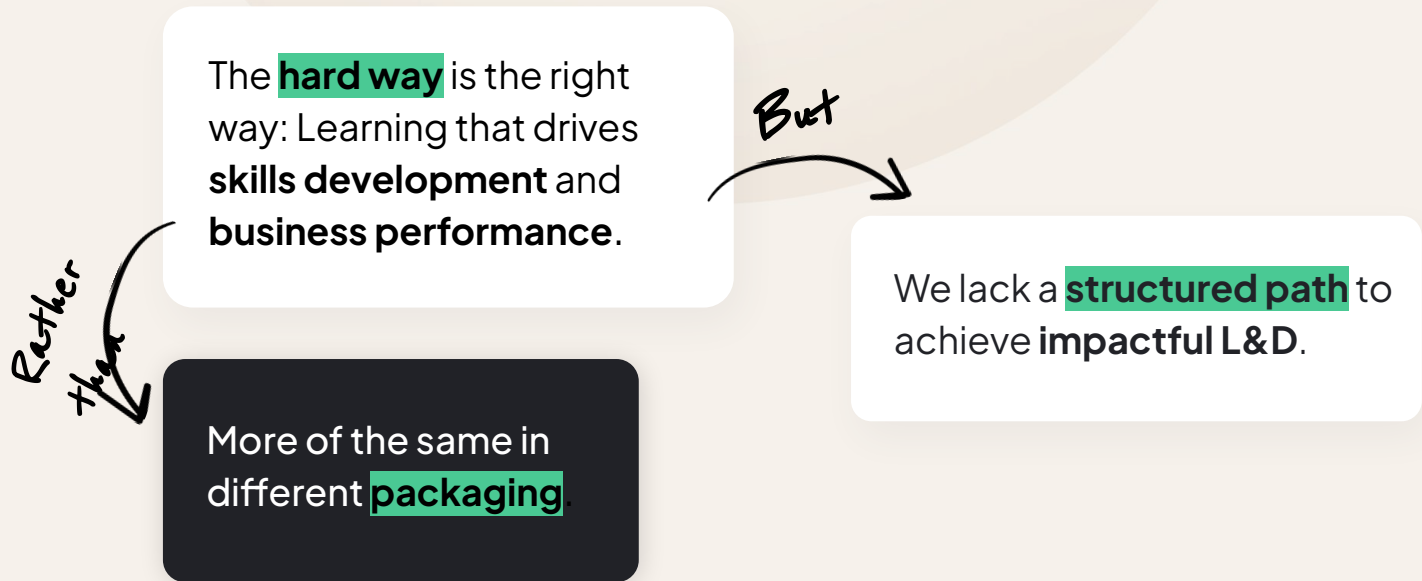 The hard way is the right
way: Learning that drives
skills development and
business performance.
But
We lack a structured path to
achieve impactful L&D.
Rather
than
More of the same in
different packaging.